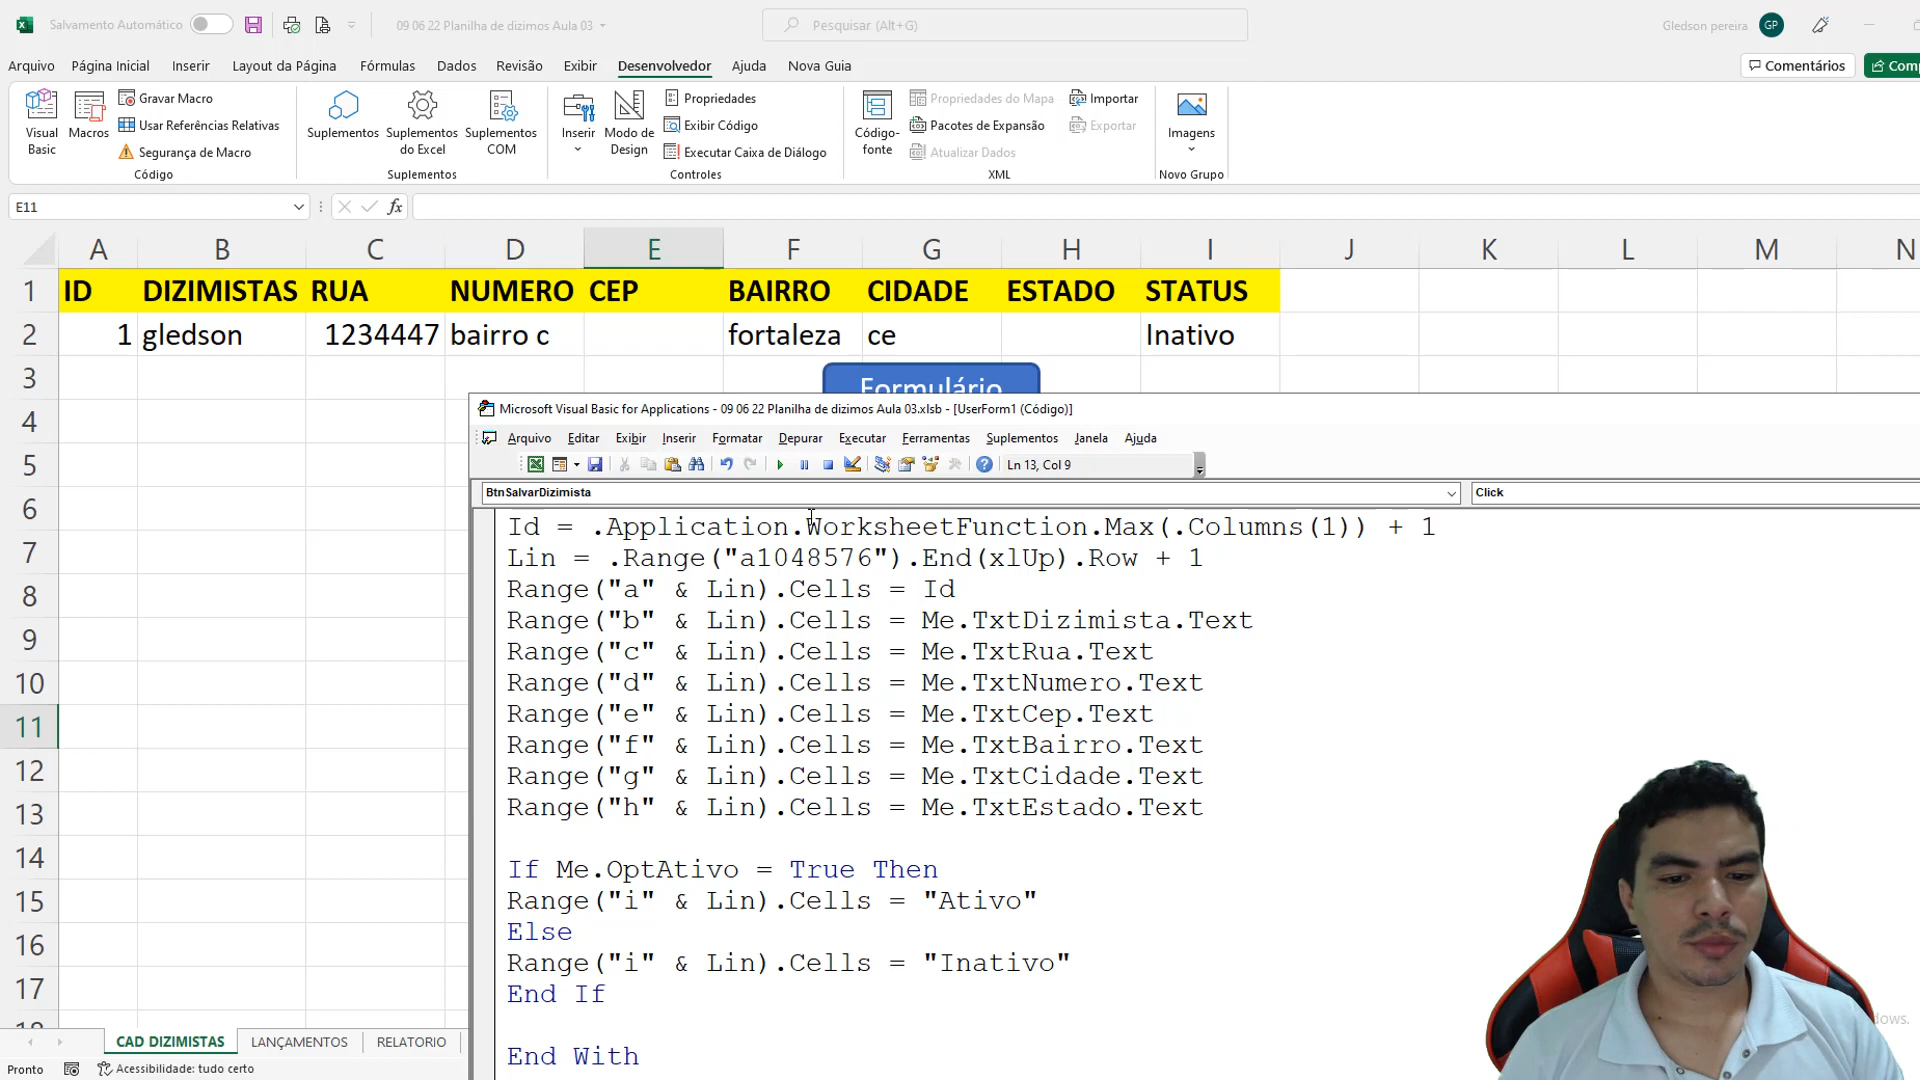 Salvamento Automático
09 06 22 Planilha de dizimos Aula 03
Pesquisar (Alt+G)
Gledson pereira
GP
Arquivo Página Inicial Inserir Layout da Página Fórmulas Dados Revisão Exibir Desenvolvedor Ajuda Nova Guia
Comentários
Visual Basic
Macros
Gravar Macro
Usar Referências Relativas
Segurança de Macro
Código
Suplementos
Suplementos do Excel
Suplementos COM
Suplementos
Inserir
Modo de Design
Propriedades
Exibir Código
Executar Caixa de Diálogo
Controles
Código-fonte
Propriedades do Mapa
Pacotes de Expansão
Atualizar Dados
Importar
Exportar
XML
Imagens
Novo Grupo
E11
fx
A B C D E F G H I J K L M N
1 ID DIZIMISTAS RUA NUMERO CEP BAIRRO CIDADE ESTADO STATUS
2 1 gledson 1234447 bairro c fortaleza ce Inativo
3
Formulário
4
5
6
7
8
9
10
11
12
13
14
15
16
17
Microsoft Visual Basic for Applications - 09 06 22 Planilha de dizimos Aula 03.xlsb - [UserForm1 (Código)]
Arquivo Editar Exibir Inserir Formatar Depurar Executar Ferramentas Suplementos Janela Ajuda
Ln 13, Col 9
BtnSalvarDizimista
Click
Id = .Application.WorksheetFunction.Max(.Columns(1)) + 1
Lin = .Range("a1048576").End(xlUp).Row + 1
Range("a" & Lin).Cells = Id
Range("b" & Lin).Cells = Me.TxtDizimista.Text
Range("c" & Lin).Cells = Me.TxtRua.Text
Range("d" & Lin).Cells = Me.TxtNumero.Text
Range("e" & Lin).Cells = Me.TxtCep.Text
Range("f" & Lin).Cells = Me.TxtBairro.Text
Range("g" & Lin).Cells = Me.TxtCidade.Text
Range("h" & Lin).Cells = Me.TxtEstado.Text
If Me.OptAtivo = True Then
Range("i" & Lin).Cells = "Ativo"
Else
Range("i" & Lin).Cells = "Inativo"
End If
End With
CAD DIZIMISTAS LANÇAMENTOS RELATORIO
Pronto
Acessibilidade: tudo certo